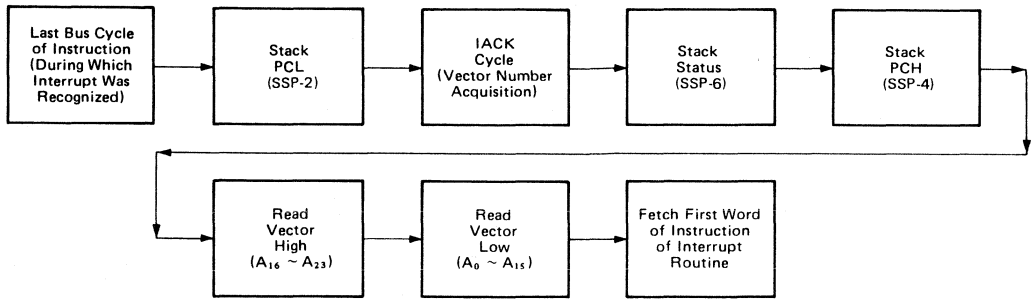 Last Bus Cycle
of Instruction
(During Which
Interrupt Was
Recognized)
Stack
PCL
(SSP-2)
IACK
Cycle
(Vector Number
Acquisition)
Stack
Status
(SSP-6)
Stack
PCH
(SSP-4)
Read
Vector
High
(A₁₆ ~ A₂₃)
Read
Vector
Low
(A₀ ~ A₁₅)
Fetch First Word
of Instruction
of Interrupt
Routine